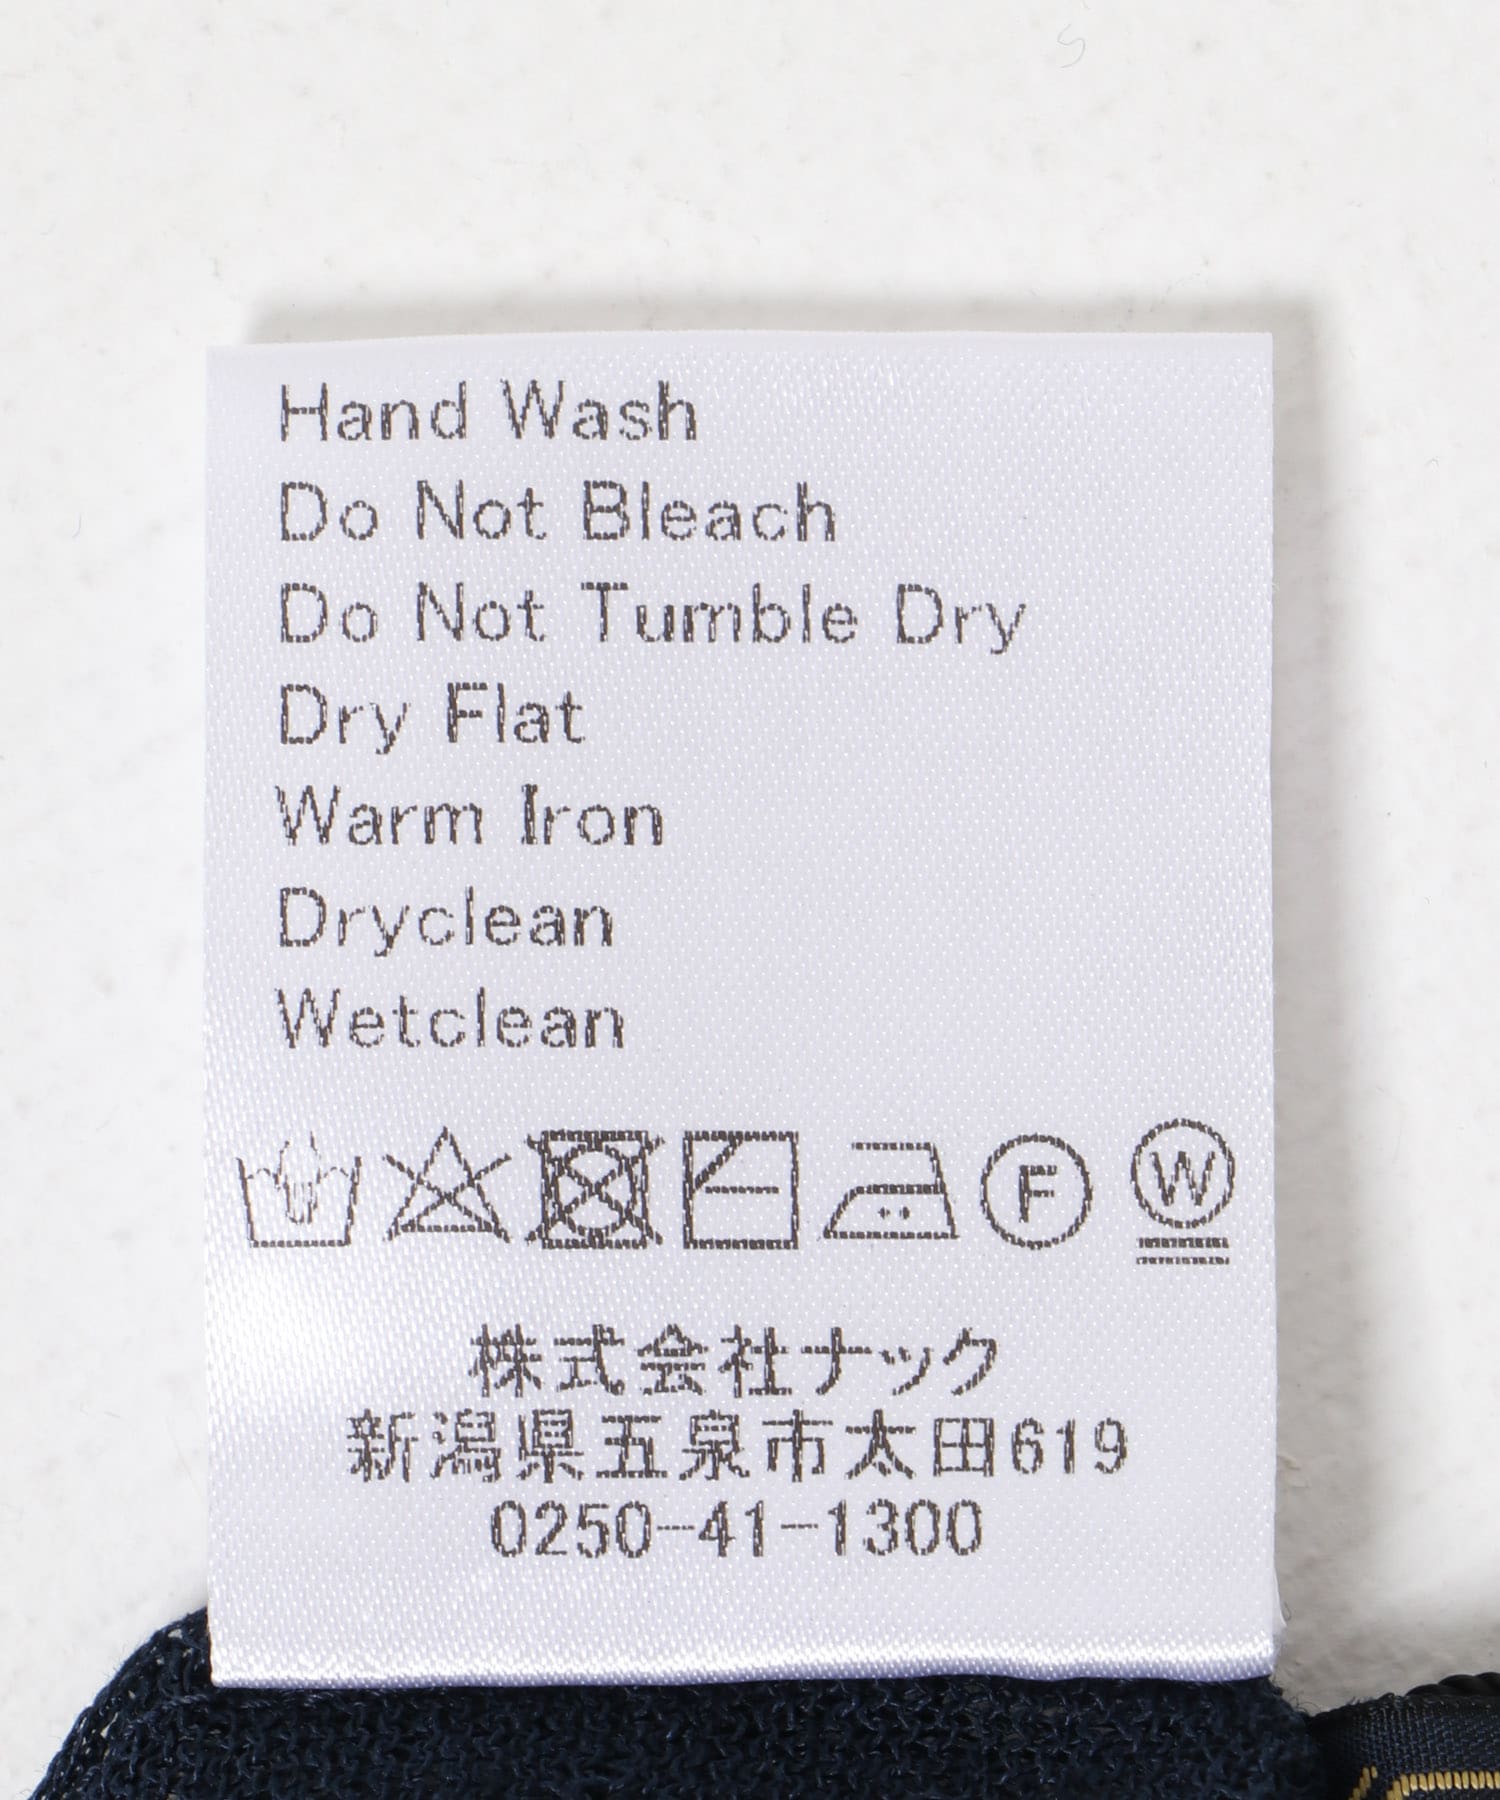 Hand Wash
Do Not Bleach
Do Not Tumble Dry
Dry Flat
Warm Iron
Dryclean
Wetclean
F W
株式会社ナック
新潟県五泉市太田619
0250-41-1300